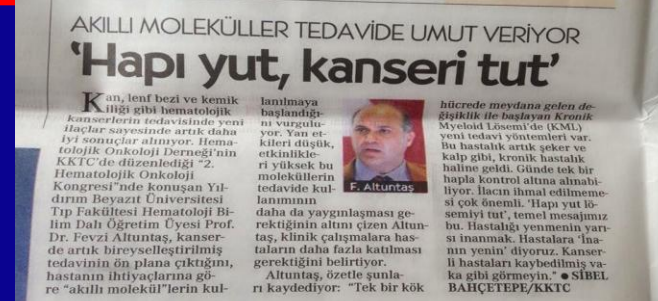 AKILLI MOLEKÜLLER TEDAVİDE UMUT VERİYOR
'Hapı yut, kanseri tut'
Kan, lenf bezi ve kemik
iliği gibi hematolojik
kanserlerin tedavisinde yeni
ilaçlar sayesinde artık daha
iyi sonuçlar alınıyor. Hema-
tolojik Onkoloji Derneği'nin
KKTC'de düzenlediği "2.
Hematolojik Onkoloji
Kongresi"nde konuşan Yıl-
dırım Beyazıt Üniversitesi
Tıp Fakültesi Hematoloji Bi-
lim Dalı Öğretim Üyesi Prof.
Dr. Fevzi Altuntaş, kanser-
de artık bireyselleştirilmiş
tedavinin ön plana çıktığını,
hastanın ihtiyaçlarına gö-
re "akıllı molekül"lerin kul-
lanılmaya
başlandığı-
nı vurgulu-
yor. Yan et-
kileri düşük,
etkinlikle-
ri yüksek bu
moleküllerin
tedavide kul-
lanımının
daha da yaygınlaşması ge-
rektiğinin altını çizen Altun-
taş, klinik çalışmalara has-
taların daha fazla katılması
gerektiğini belirtiyor.
Altuntaş, özetle şunla-
rı kaydediyor: "Tek bir kök
F. Altuntaş
hücrede meydana gelen de-
ğişiklik ile başlayan Kronik
Myeloid Lösemi'de (KML)
yeni tedavi yöntemleri var.
Bu hastalık artık şeker ve
kalp gibi, kronik hastalık
haline geldi. Günde tek bir
hapla kontrol altına alınabi-
liyor. İlacın ihmal edilmeme-
si çok önemli. 'Hapı yut lö-
semiyi tut', temel mesajımız
bu. Hastalığı yenmenin yarı-
sı inanmak. Hastalara 'İna-
nın yenin' diyoruz. Kanser-
li hastaları kaybedilmiş va-
ka gibi görmeyin." ● SİBEL
BAHÇETEPE/KKTC